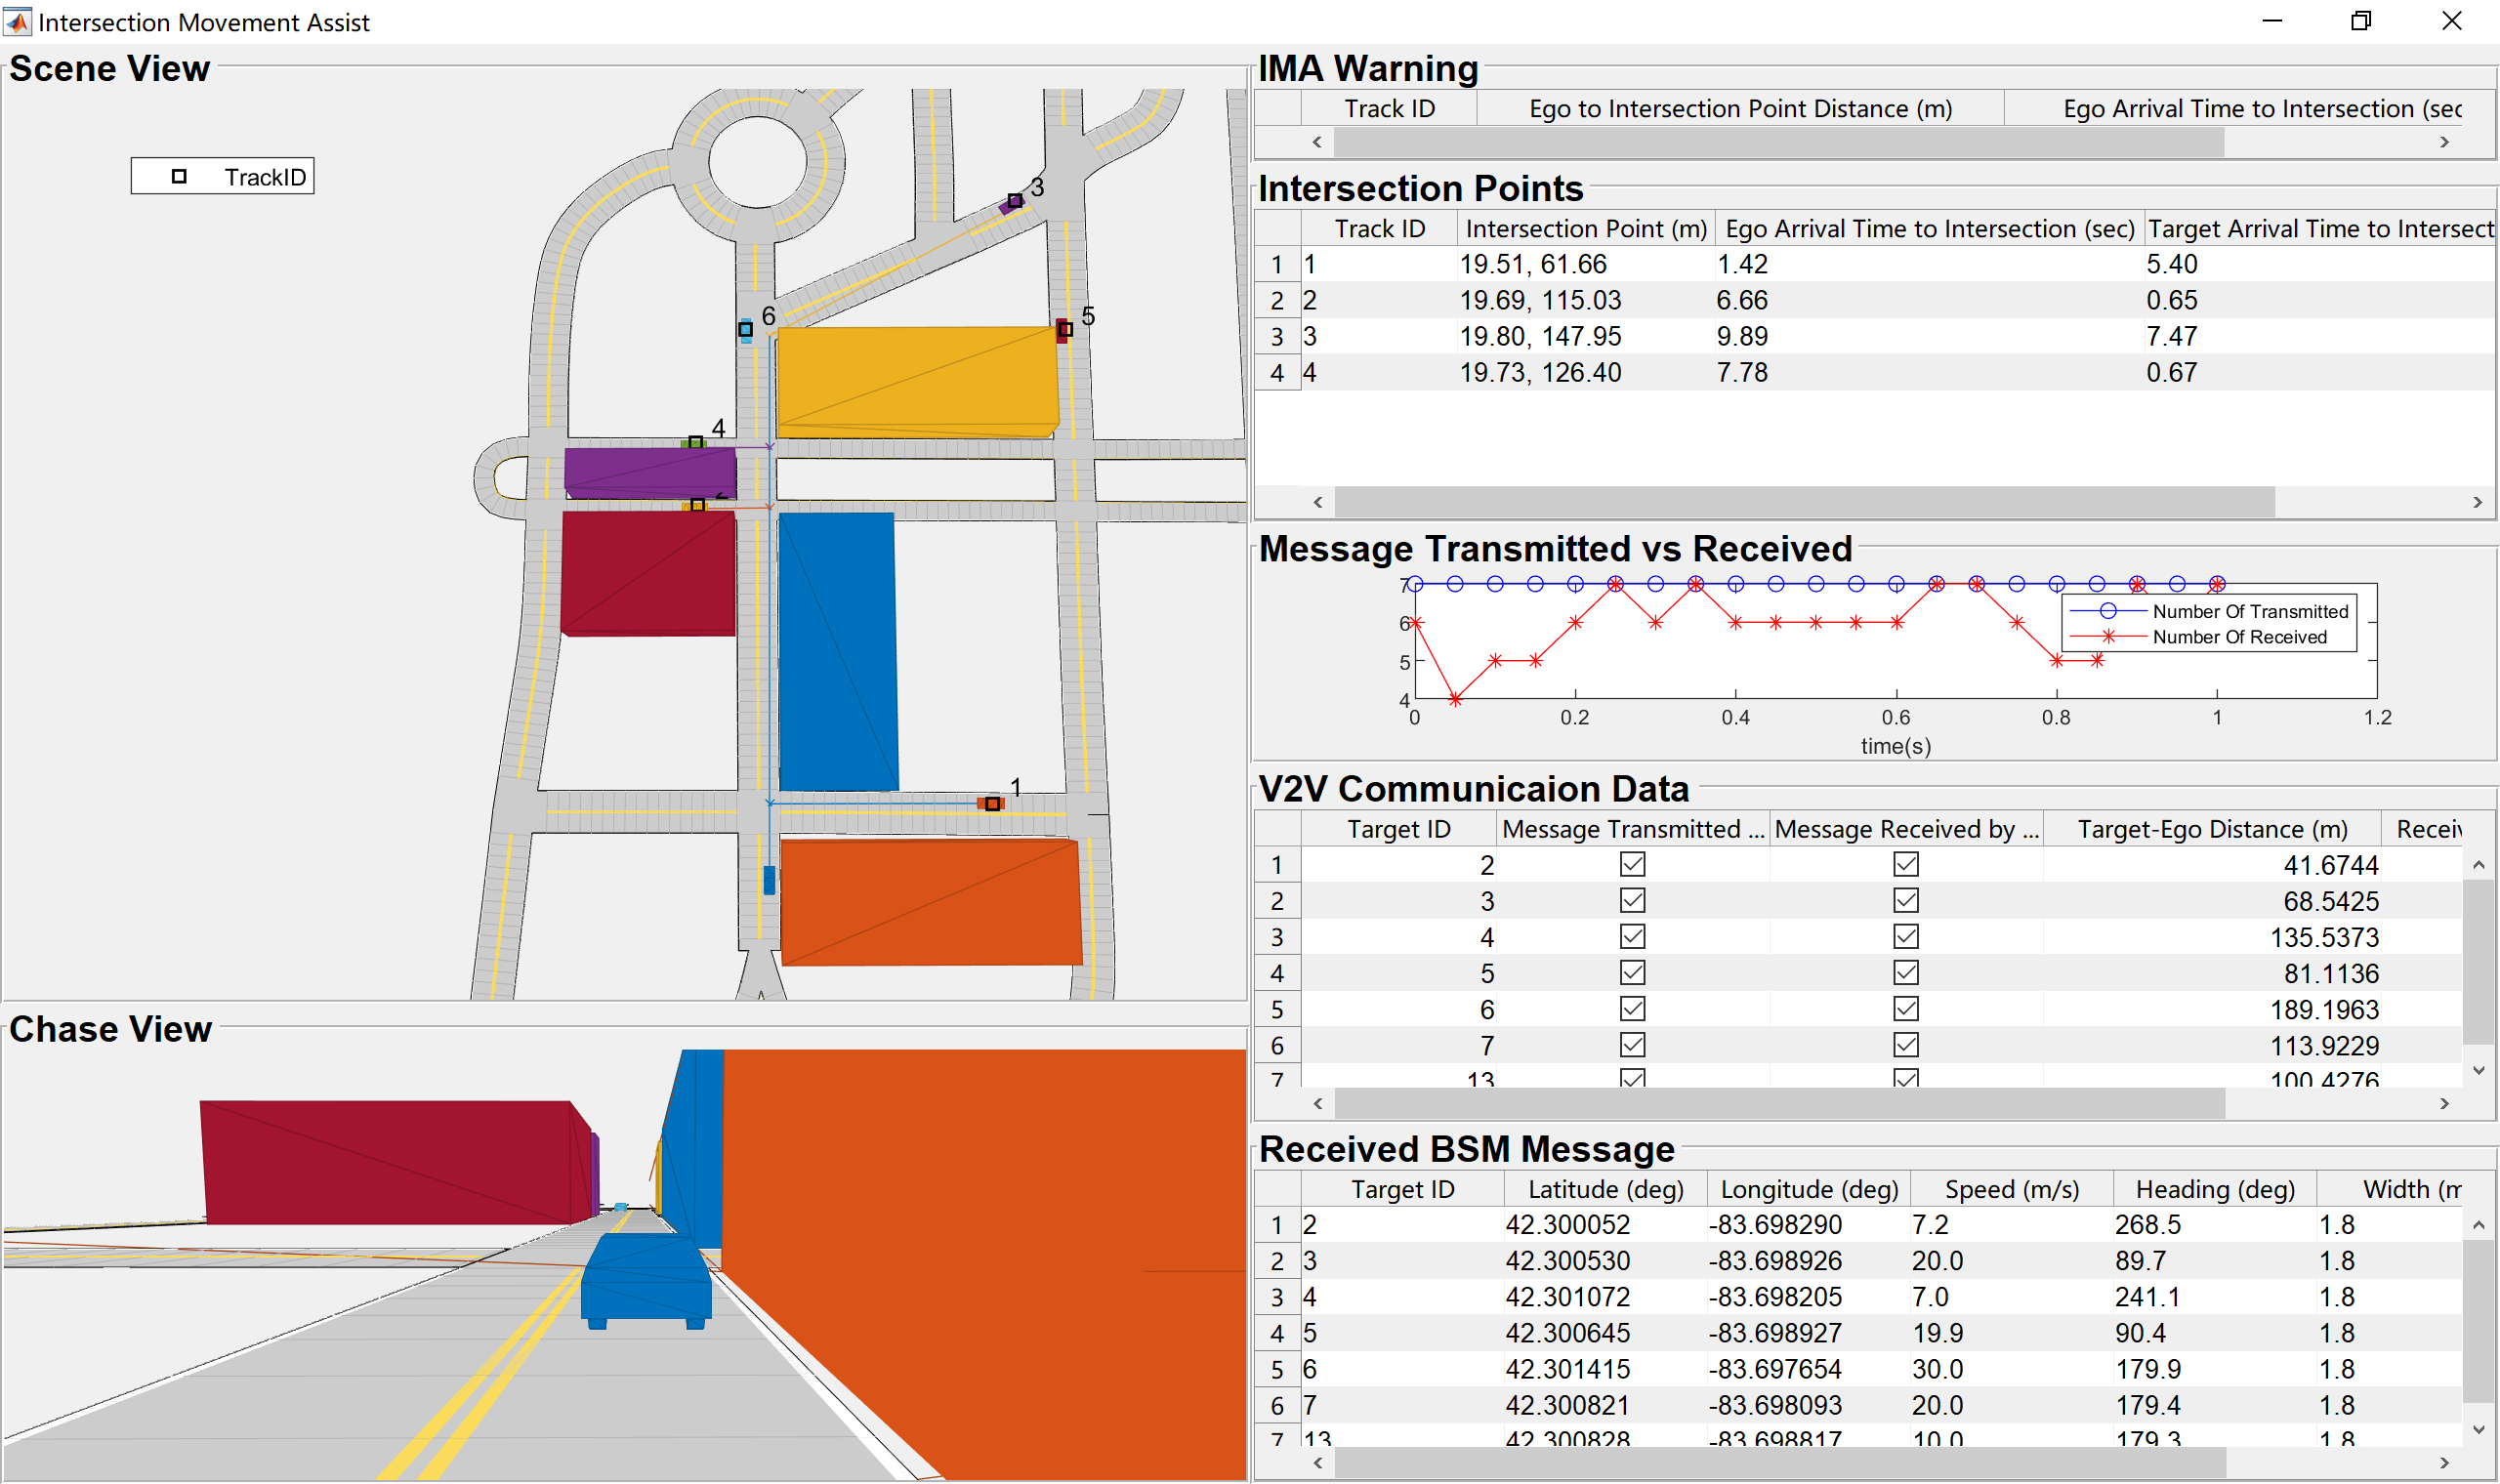 Intersection Movement Assist
Scene View
TrackID
3
6
5
4
1
Chase View
IMA Warning
Track ID Ego to Intersection Point Distance (m) Ego Arrival Time to Intersection (sec
Intersection Points
Track ID Intersection Point (m) Ego Arrival Time to Intersection (sec) Target Arrival Time to Intersect
1 1 19.51, 61.66 1.42 5.40
2 2 19.69, 115.03 6.66 0.65
3 3 19.80, 147.95 9.89 7.47
4 4 19.73, 126.40 7.78 0.67
Message Transmitted vs Received
7
6
5
4
0 0.2 0.4 0.6 0.8 1 1.2
time(s)
Number Of Transmitted
Number Of Received
V2V Communicaion Data
Target ID Message Transmitted ... Message Received by ... Target-Ego Distance (m) Receiv
1 2 41.6744
2 3 68.5425
3 4 135.5373
4 5 81.1136
5 6 189.1963
6 7 113.9229
7 13 100.4276
Received BSM Message
Target ID Latitude (deg) Longitude (deg) Speed (m/s) Heading (deg) Width (m
1 2 42.300052 -83.698290 7.2 268.5 1.8
2 3 42.300530 -83.698926 20.0 89.7 1.8
3 4 42.301072 -83.698205 7.0 241.1 1.8
4 5 42.300645 -83.698927 19.9 90.4 1.8
5 6 42.301415 -83.697654 30.0 179.9 1.8
6 7 42.300821 -83.698093 20.0 179.4 1.8
7 13 42.300828 -83.698817 10.0 179.3 1.8